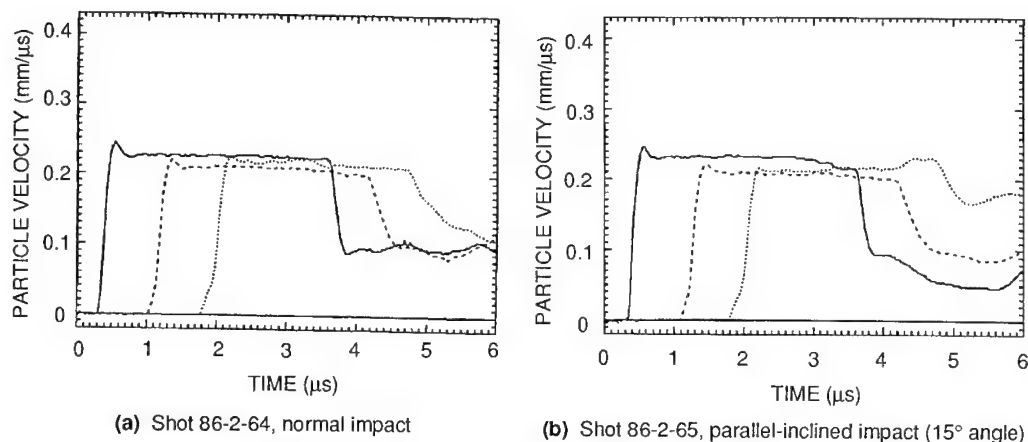 PARTICLE VELOCITY (mm/μs)
0.4
0.3
0.2
0.1
0
0 1 2 3 4 5 6
TIME (μs)
(a) Shot 86-2-64, normal impact
PARTICLE VELOCITY (mm/μs)
0.4
0.3
0.2
0.1
0
0 1 2 3 4 5 6
TIME (μs)
(b) Shot 86-2-65, parallel-inclined impact (15° angle)